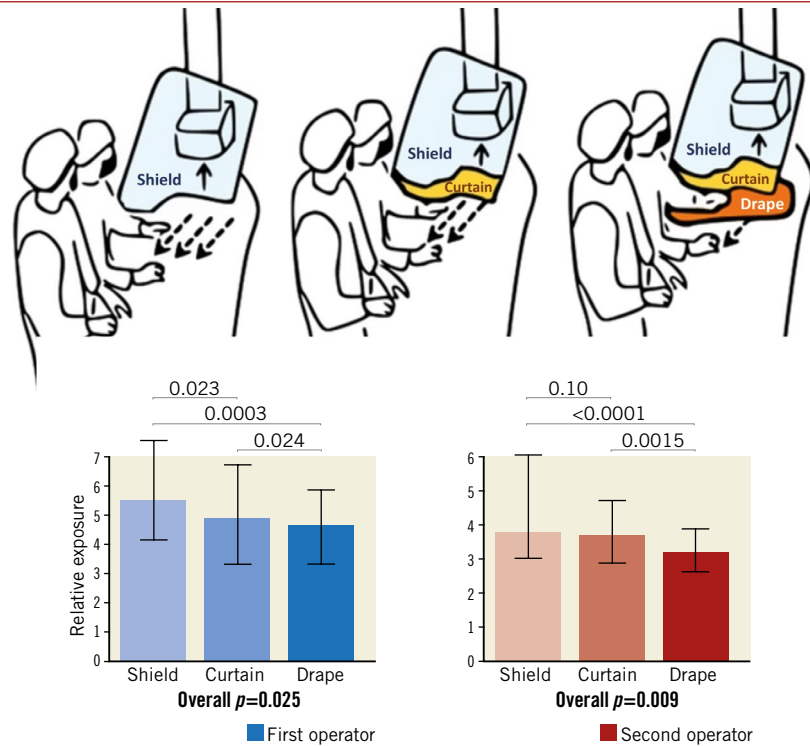 Shield
Shield
Curtain
Shield
Curtain
Drape
0.023
0.0003
0.024
0.10
<0.0001
0.0015
Relative exposure
7
6
5
4
3
2
1
0
Shield Curtain Drape
Overall p=0.025
First operator
6
5
4
3
2
1
0
Shield Curtain Drape
Overall p=0.009
Second operator